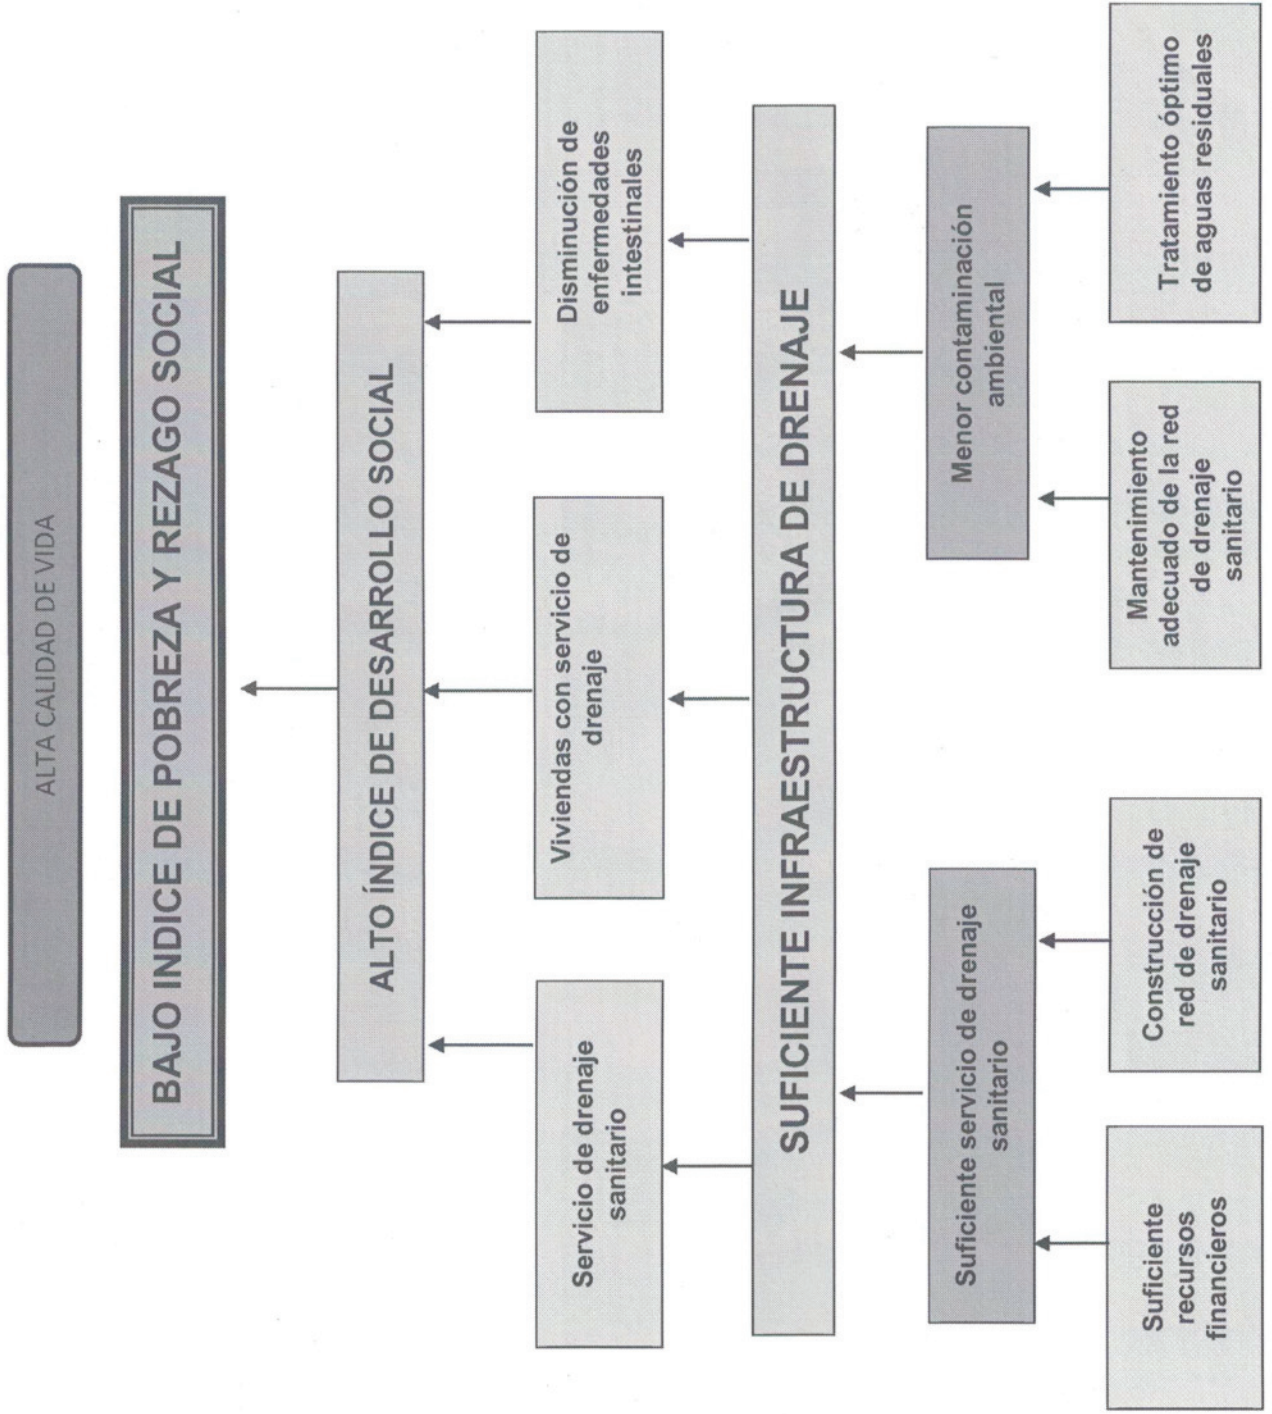 ALTA CALIDAD DE VIDA
BAJO INDICE DE POBREZA Y REZAGO SOCIAL
ALTO ÍNDICE DE DESARROLLO SOCIAL
Servicio de drenaje
sanitario
Viviendas con servicio de
drenaje
Disminución de
enfermedades
intestinales
SUFICIENTE INFRAESTRUCTURA DE DRENAJE
Suficiente servicio de drenaje
sanitario
Menor contaminación
ambiental
Suficiente
recursos
financieros
Construcción de
red de drenaje
sanitario
Mantenimiento
adecuado de la red
de drenaje
sanitario
Tratamiento óptimo
de aguas residuales